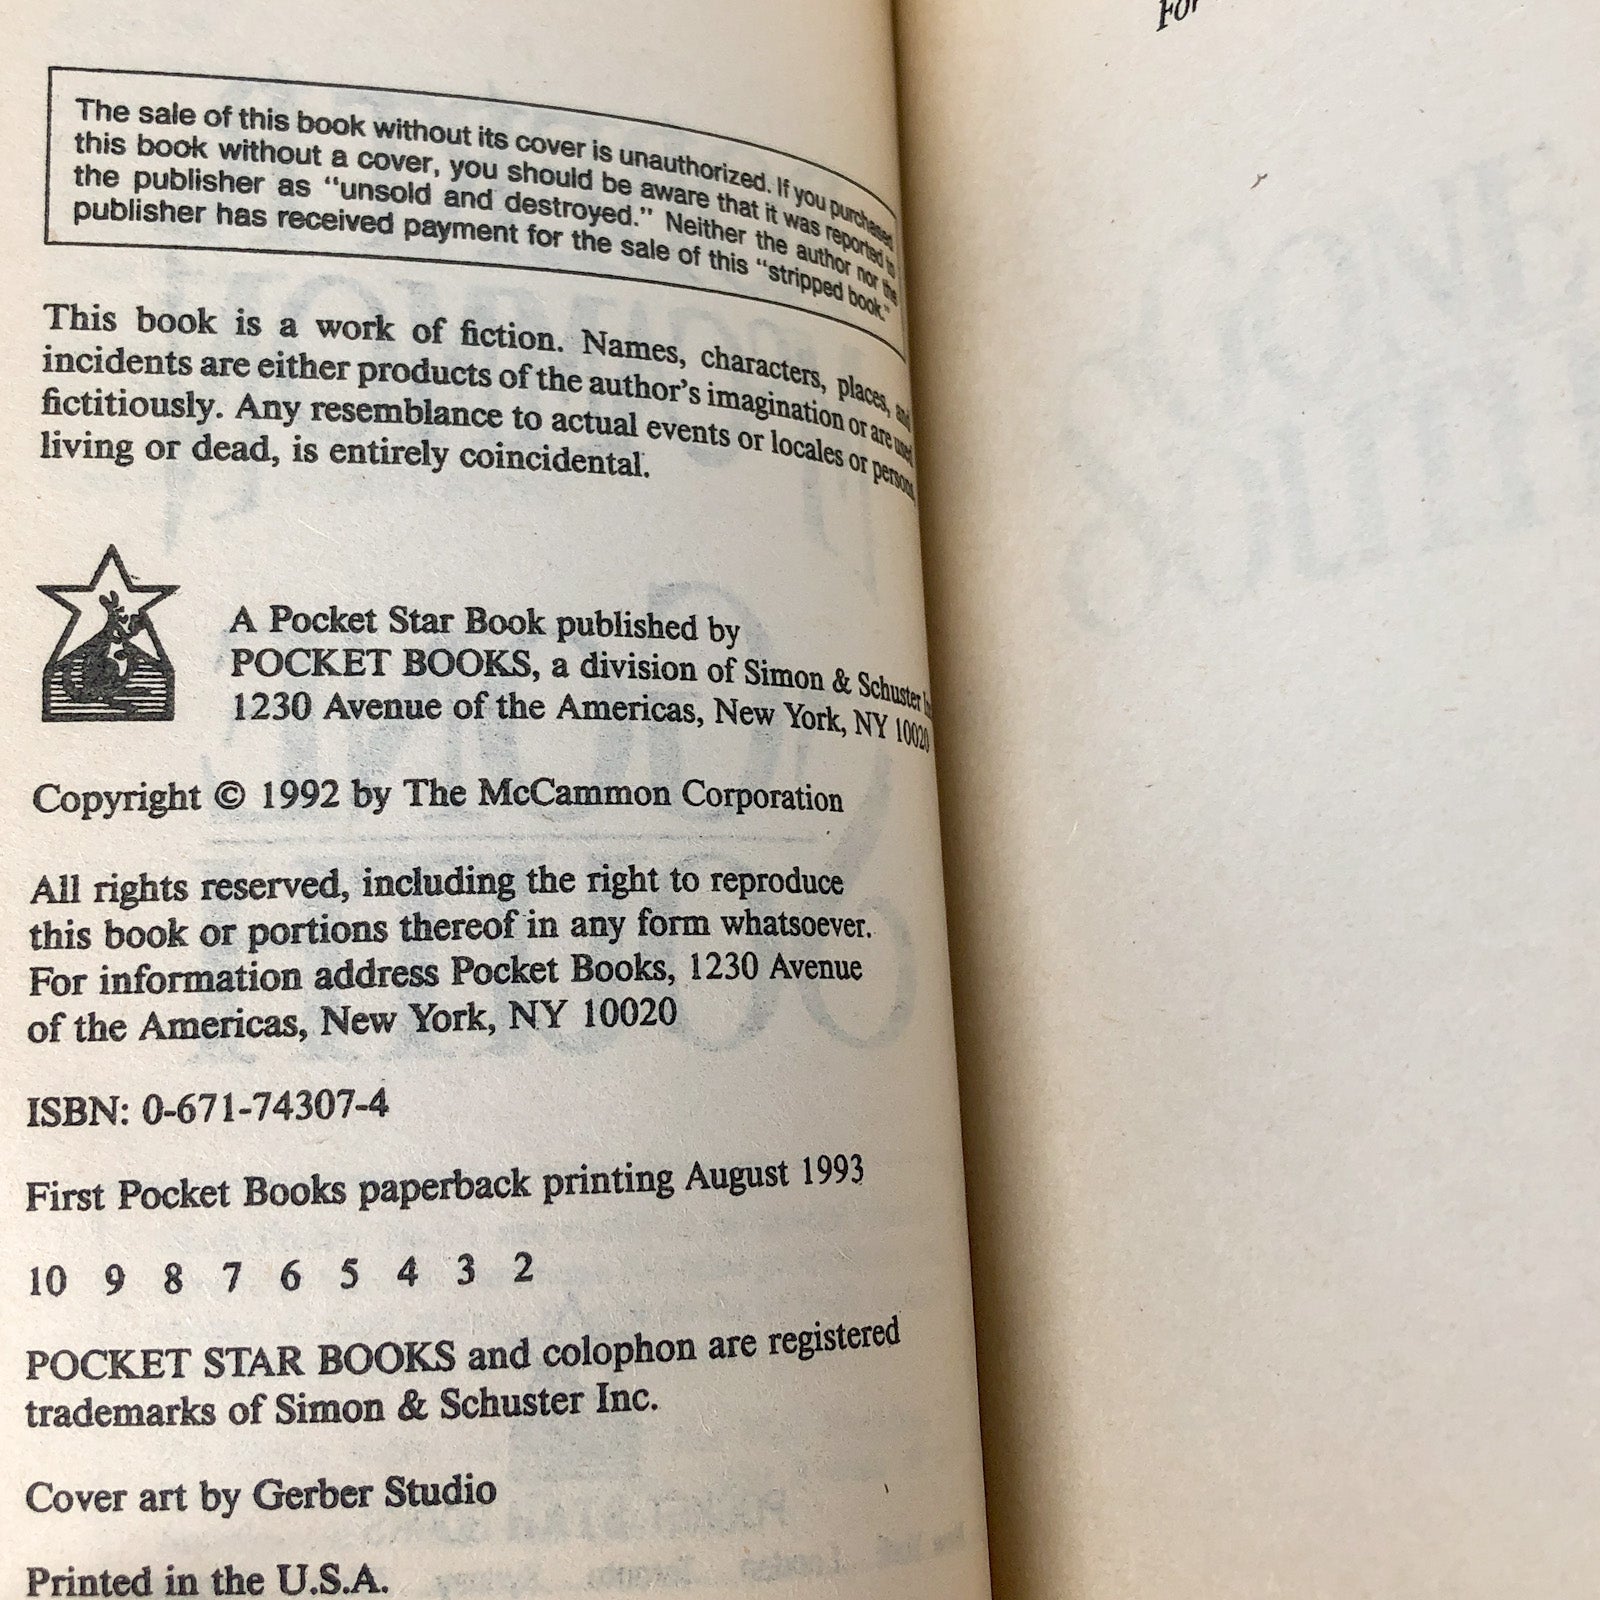 For
The sale of this book without its cover is unauthorized. If you purchased
this book without a cover, you should be aware that it was reported to
the publisher as "unsold and destroyed." Neither the author nor the
publisher has received payment for the sale of this "stripped book."
This book is a work of fiction. Names, characters, places, and
incidents are either products of the author's imagination or are used
fictitiously. Any resemblance to actual events or locales or persons,
living or dead, is entirely coincidental.
A Pocket Star Book published by
POCKET BOOKS, a division of Simon & Schuster Inc.
1230 Avenue of the Americas, New York, NY 10020
Copyright © 1992 by The McCammon Corporation
All rights reserved, including the right to reproduce
this book or portions thereof in any form whatsoever.
For information address Pocket Books, 1230 Avenue
of the Americas, New York, NY 10020
ISBN: 0-671-74307-4
First Pocket Books paperback printing August 1993
10 9 8 7 6 5 4 3 2
POCKET STAR BOOKS and colophon are registered
trademarks of Simon & Schuster Inc.
Cover art by Gerber Studio
Printed in the U.S.A.